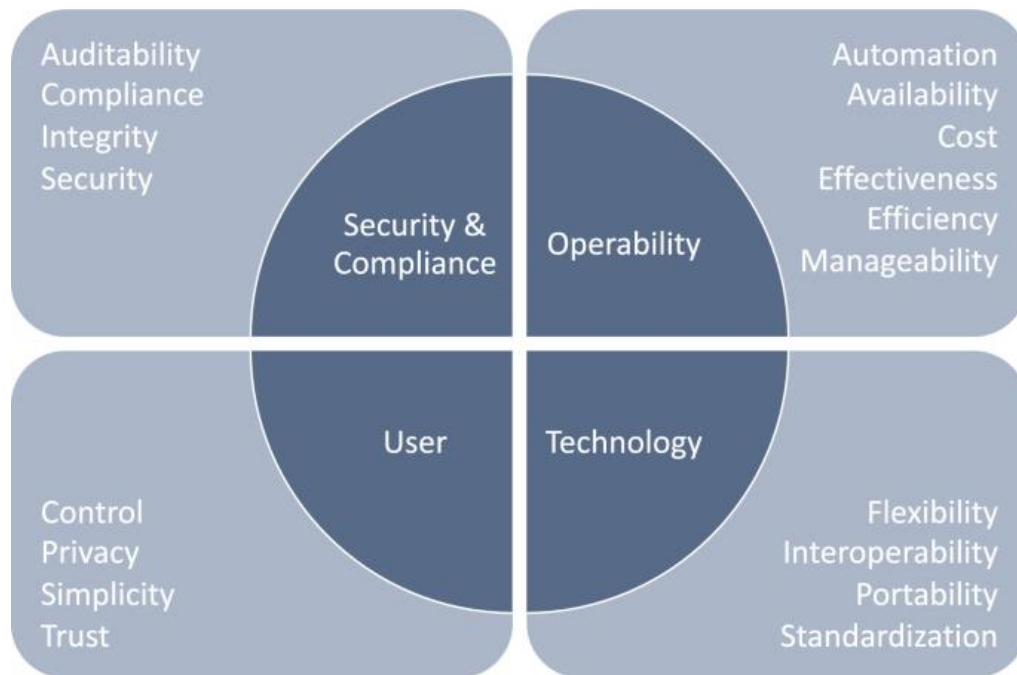 Auditability
Compliance
Integrity
Security
Security &
Compliance
Automation
Availability
Cost
Effectiveness
Efficiency
Manageability
Operability
User
Control
Privacy
Simplicity
Trust
Technology
Flexibility
Interoperability
Portability
Standardization